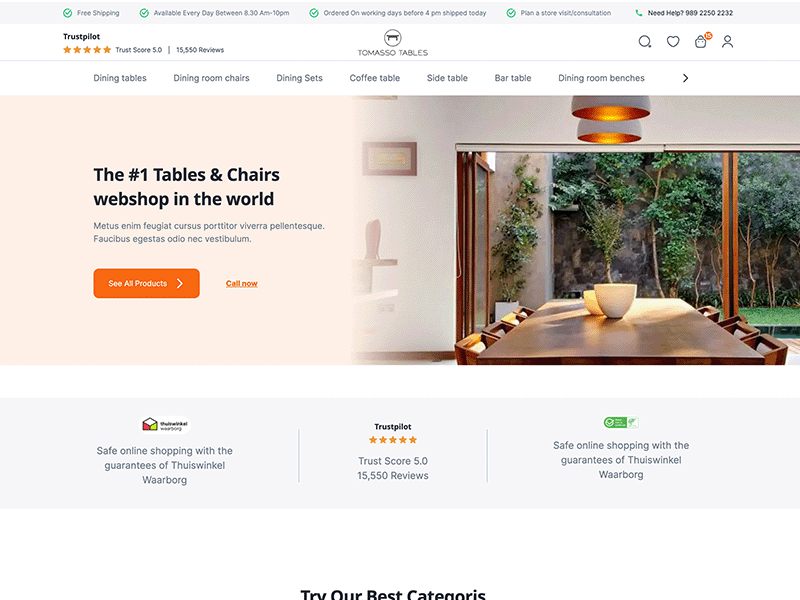 Free Shipping
Available Every Day Between 8.30 Am-10pm
Ordered On working days before 4 pm shipped today
Plan a store visit/consultation
Need Help? 989 2250 2232
Trustpilot
Trust Score 5.0 | 15,550 Reviews
TOMASSO TABLES
15
Dining tables
Dining room chairs
Dining Sets
Coffee table
Side table
Bar table
Dining room benches
The #1 Tables & Chairs
webshop in the world
Metus enim feugiat cursus porttitor viverra pellentesque.
Faucibus egestas odio nec vestibulum.
See All Products
Call now
thuiswinkel
waarborg
Safe online shopping with the
guarantees of Thuiswinkel
Waarborg
Trustpilot
Trust Score 5.0
15,550 Reviews
Safe online shopping with the
guarantees of Thuiswinkel
Waarborg
Try Our Best Categoris